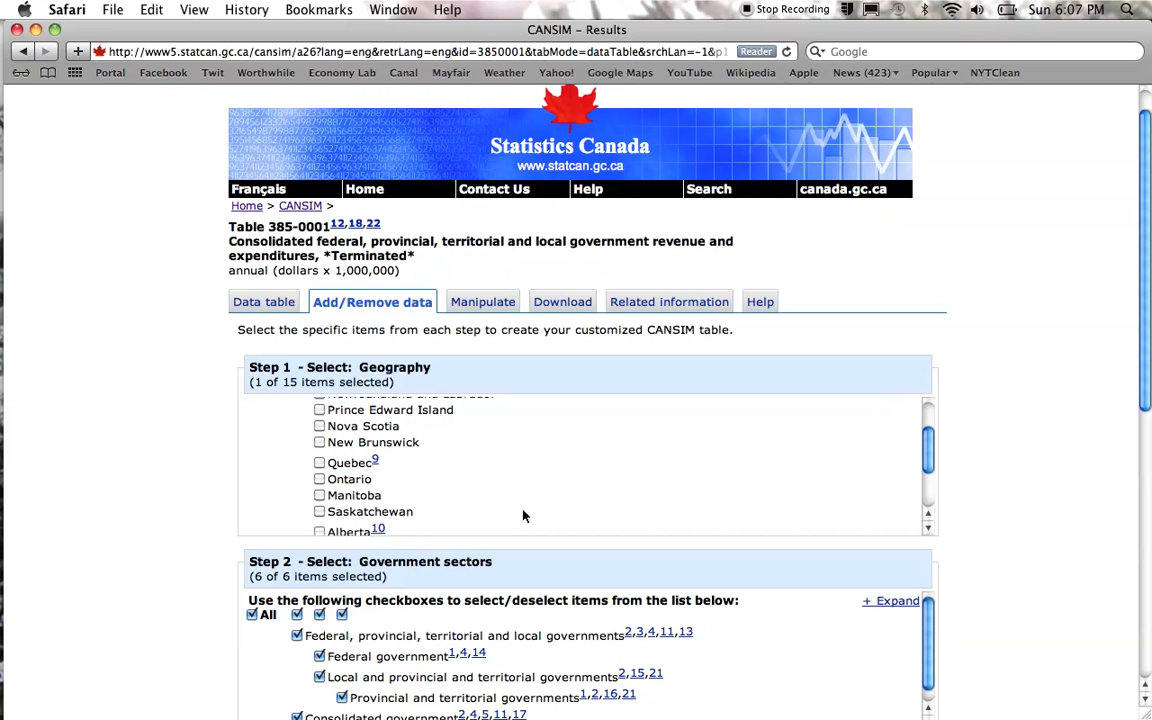 Safari File Edit View History Bookmarks Window Help Stop Recording Sun 6:07 PM
CANSIM – Results
http://www5.statcan.gc.ca/cansim/a26?lang=eng&retrLang=eng&id=3850001&tabMode=dataTable&srchLan=-1&p1 Reader Google
Portal Facebook Twit Worthwhile Economy Lab Canal Mayfair Weather Yahoo! Google Maps YouTube Wikipedia Apple News (423) Popular NYTClean
Statistics Canada
www.statcan.gc.ca
Français Home Contact Us Help Search canada.gc.ca
Home > CANSIM >
Table 385-0001 12,18,22
Consolidated federal, provincial, territorial and local government revenue and
expenditures, *Terminated*
annual (dollars x 1,000,000)
Data table Add/Remove data Manipulate Download Related information Help
Select the specific items from each step to create your customized CANSIM table.
Step 1 - Select: Geography
(1 of 15 items selected)
Newfoundland and Labrador
Prince Edward Island
Nova Scotia
New Brunswick
Quebec 9
Ontario
Manitoba
Saskatchewan
Alberta 10
Step 2 - Select: Government sectors
(6 of 6 items selected)
Use the following checkboxes to select/deselect items from the list below: + Expand
All
Federal, provincial, territorial and local governments 2,3,4,11,13
Federal government 1,4,14
Local and provincial and territorial governments 2,15,21
Provincial and territorial governments 1,2,16,21
Consolidated government 2,4,5,11,17